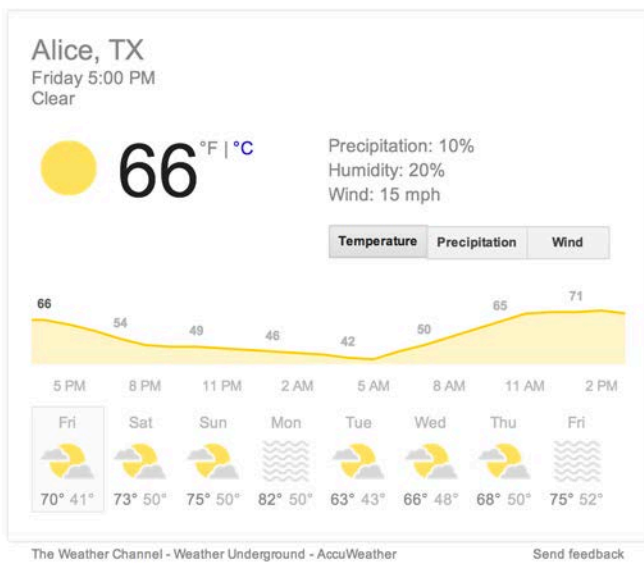 Alice, TX
Friday 5:00 PM
Clear
66 °F | °C
Precipitation: 10%
Humidity: 20%
Wind: 15 mph
Temperature Precipitation Wind
66 54 49 46 42 50 65 71
5 PM 8 PM 11 PM 2 AM 5 AM 8 AM 11 AM 2 PM
Fri Sat Sun Mon Tue Wed Thu Fri
70° 41° 73° 50° 75° 50° 82° 50° 63° 43° 66° 48° 68° 50° 75° 52°
The Weather Channel - Weather Underground - AccuWeather Send feedback